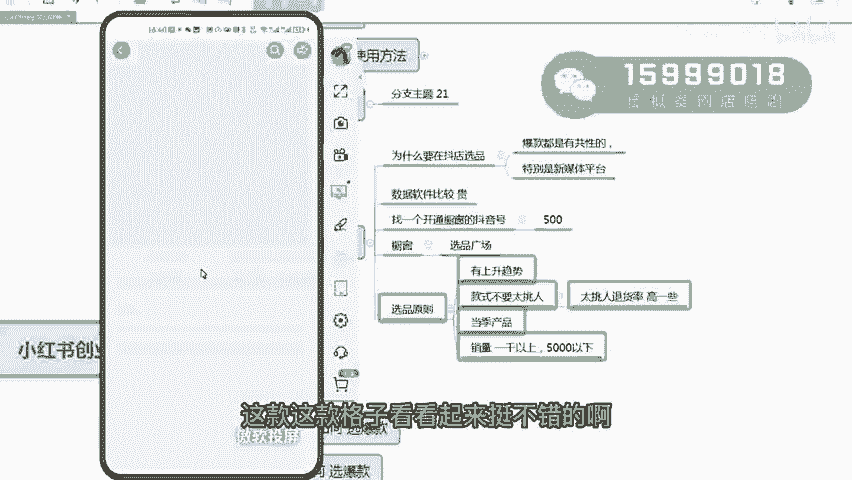 使用方法
15999018
分支主题 21
为什么要在抖店选品
爆款都是有共性的，
特别是新媒体平台
数据软件比较 贵
找一个开通橱窗的抖音号
500
橱窗
选品广场
有上升趋势
款式不要太挑人
太挑人退货率 高一些
选品原则
当季产品
销量 一千以上，5000以下
小红书创业
这款这款格子看看起来挺不错的啊
傲软投屏
选爆款
选爆款